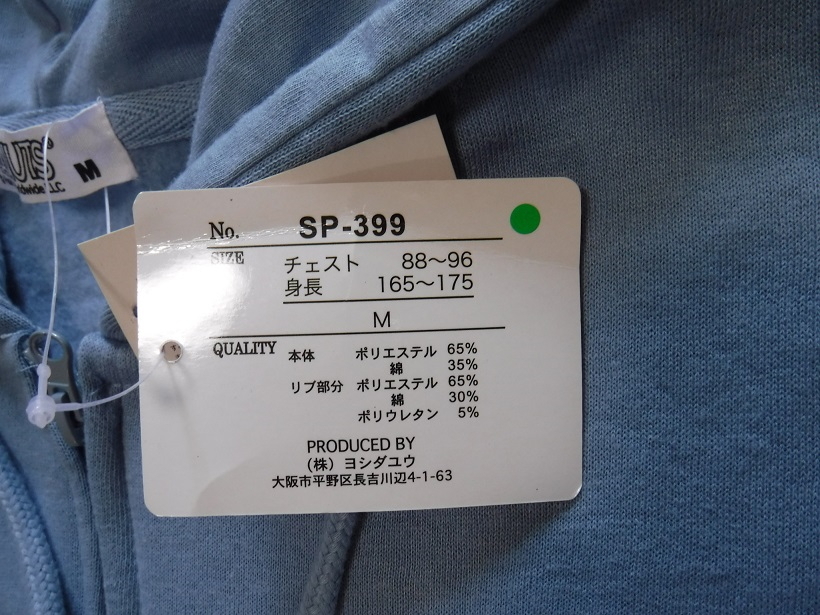 M
No. SP-399
SIZE チェスト 88～96
身長 165～175
M
QUALITY 本体 ポリエステル 65%
綿 35%
リブ部分 ポリエステル 65%
綿 30%
ポリウレタン 5%
PRODUCED BY
（株）ヨシダユウ
大阪市平野区長吉川辺4-1-63